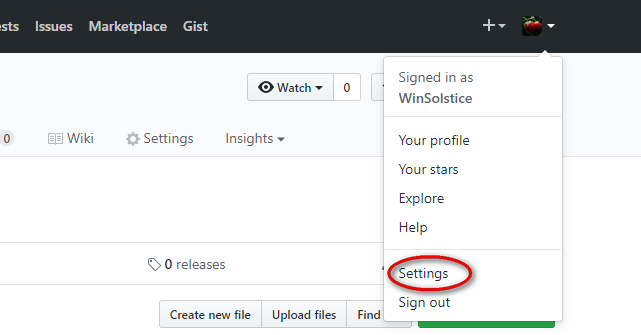 sts Issues Marketplace Gist
Watch 0
Signed in as
WinSolstice
0 Wiki Settings Insights
Your profile
Your stars
Explore
Help
0 releases
Settings
Create new file Upload files Find
Sign out